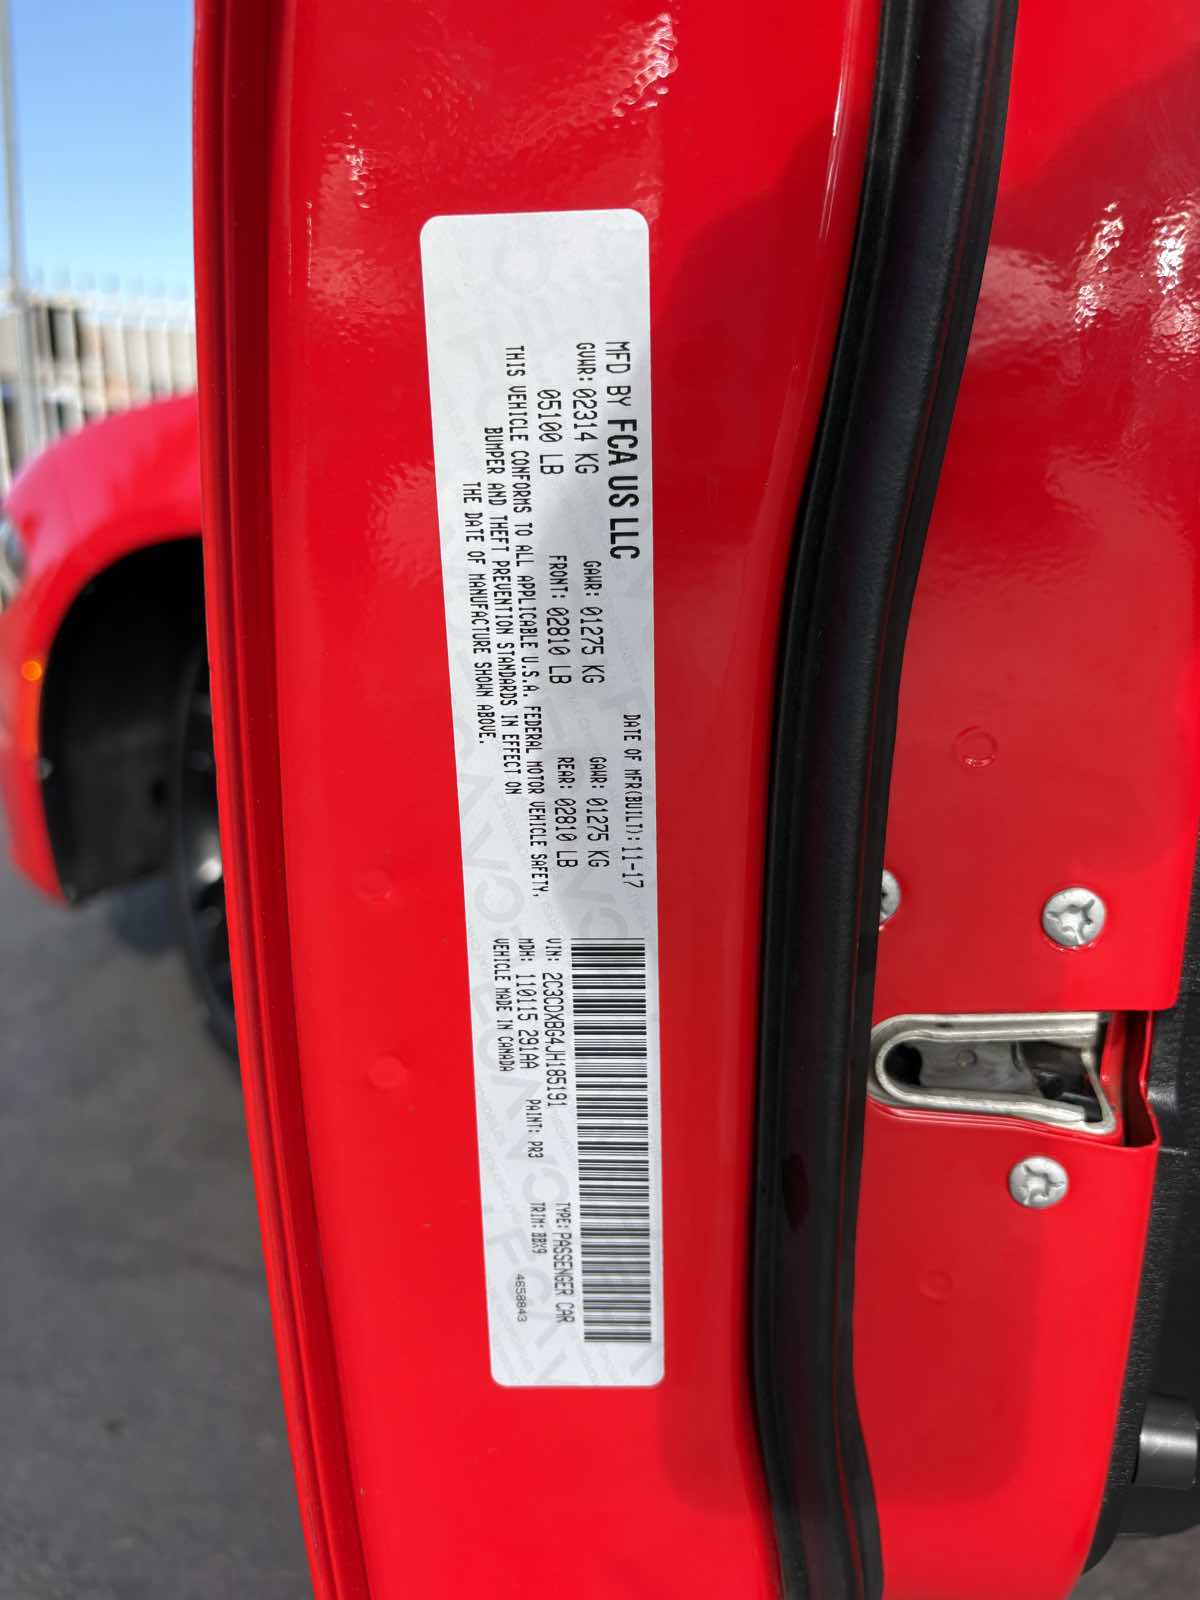 MFD BY FCA US LLC
DATE OF MFR(BUILT): 11-17
GVWR: 02314 KG
GAWR: 01275 KG
GAWR: 01275 KG
05100 LB
FRONT: 02810 LB
REAR: 02810 LB
THIS VEHICLE CONFORMS TO ALL APPLICABLE U.S.A. FEDERAL MOTOR VEHICLE SAFETY,
BUMPER AND THEFT PREVENTION STANDARDS IN EFFECT ON
THE DATE OF MANUFACTURE SHOWN ABOVE.
VIN: 2C3CDXBG4JH185191
TYPE: PASSENGER CAR
MDH: 110115 291AA
PAINT: PR3
TRIM: BBX9
VEHICLE MADE IN CANADA
4658843